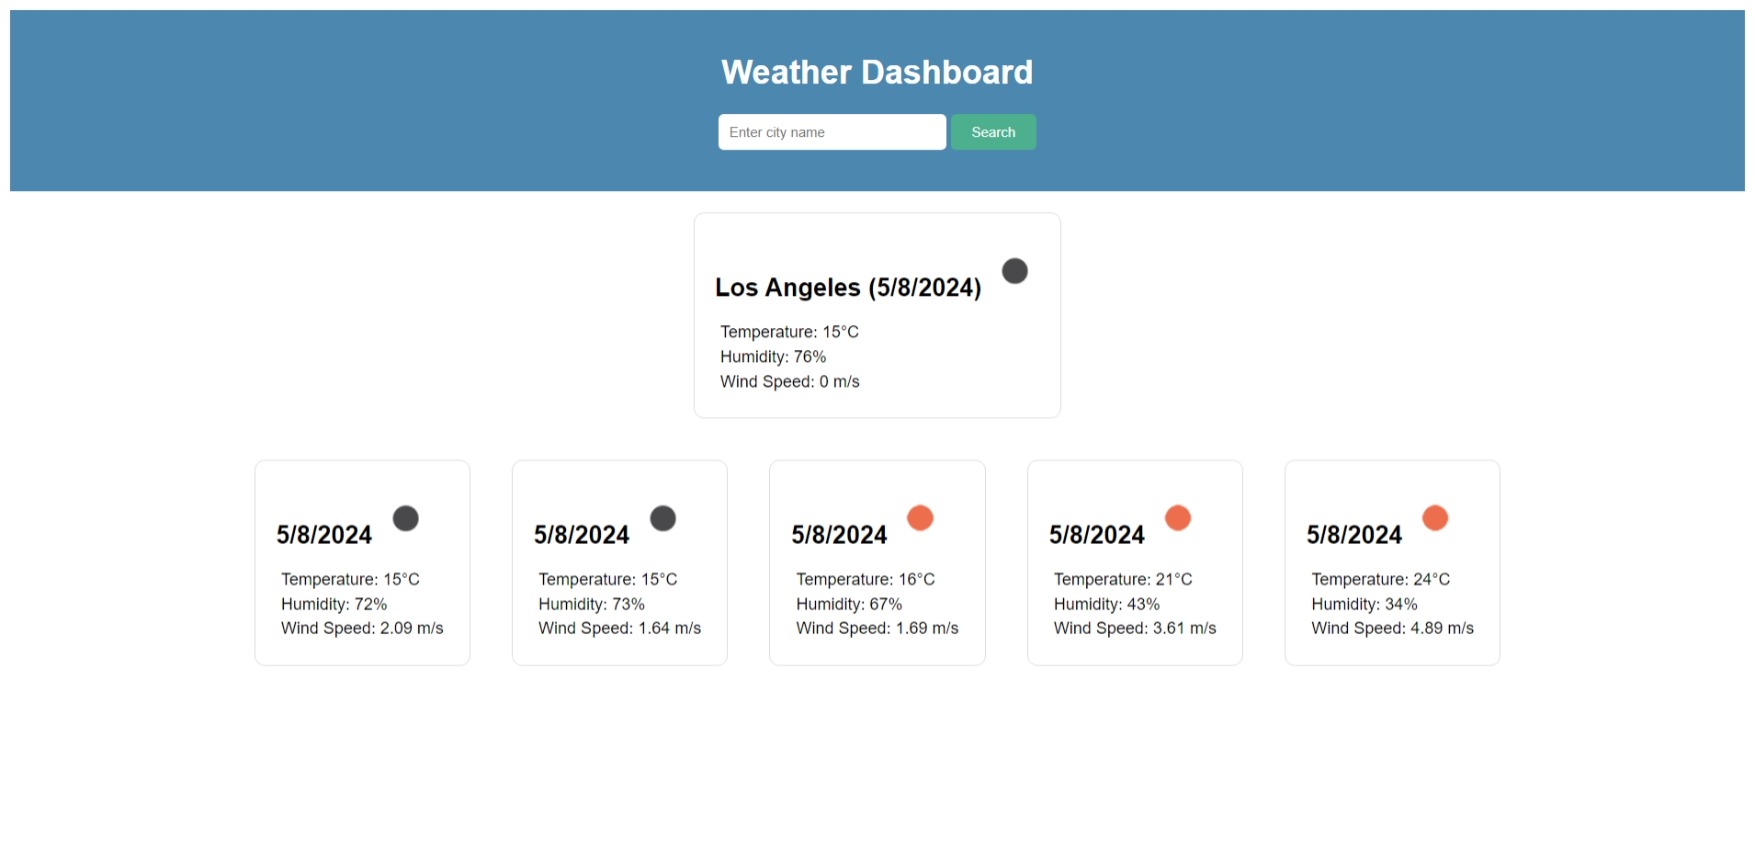 Weather Dashboard
Enter city name
Search
Los Angeles (5/8/2024)
Temperature: 15°C
Humidity: 76%
Wind Speed: 0 m/s
5/8/2024
Temperature: 15°C
Humidity: 72%
Wind Speed: 2.09 m/s
5/8/2024
Temperature: 15°C
Humidity: 73%
Wind Speed: 1.64 m/s
5/8/2024
Temperature: 16°C
Humidity: 67%
Wind Speed: 1.69 m/s
5/8/2024
Temperature: 21°C
Humidity: 43%
Wind Speed: 3.61 m/s
5/8/2024
Temperature: 24°C
Humidity: 34%
Wind Speed: 4.89 m/s